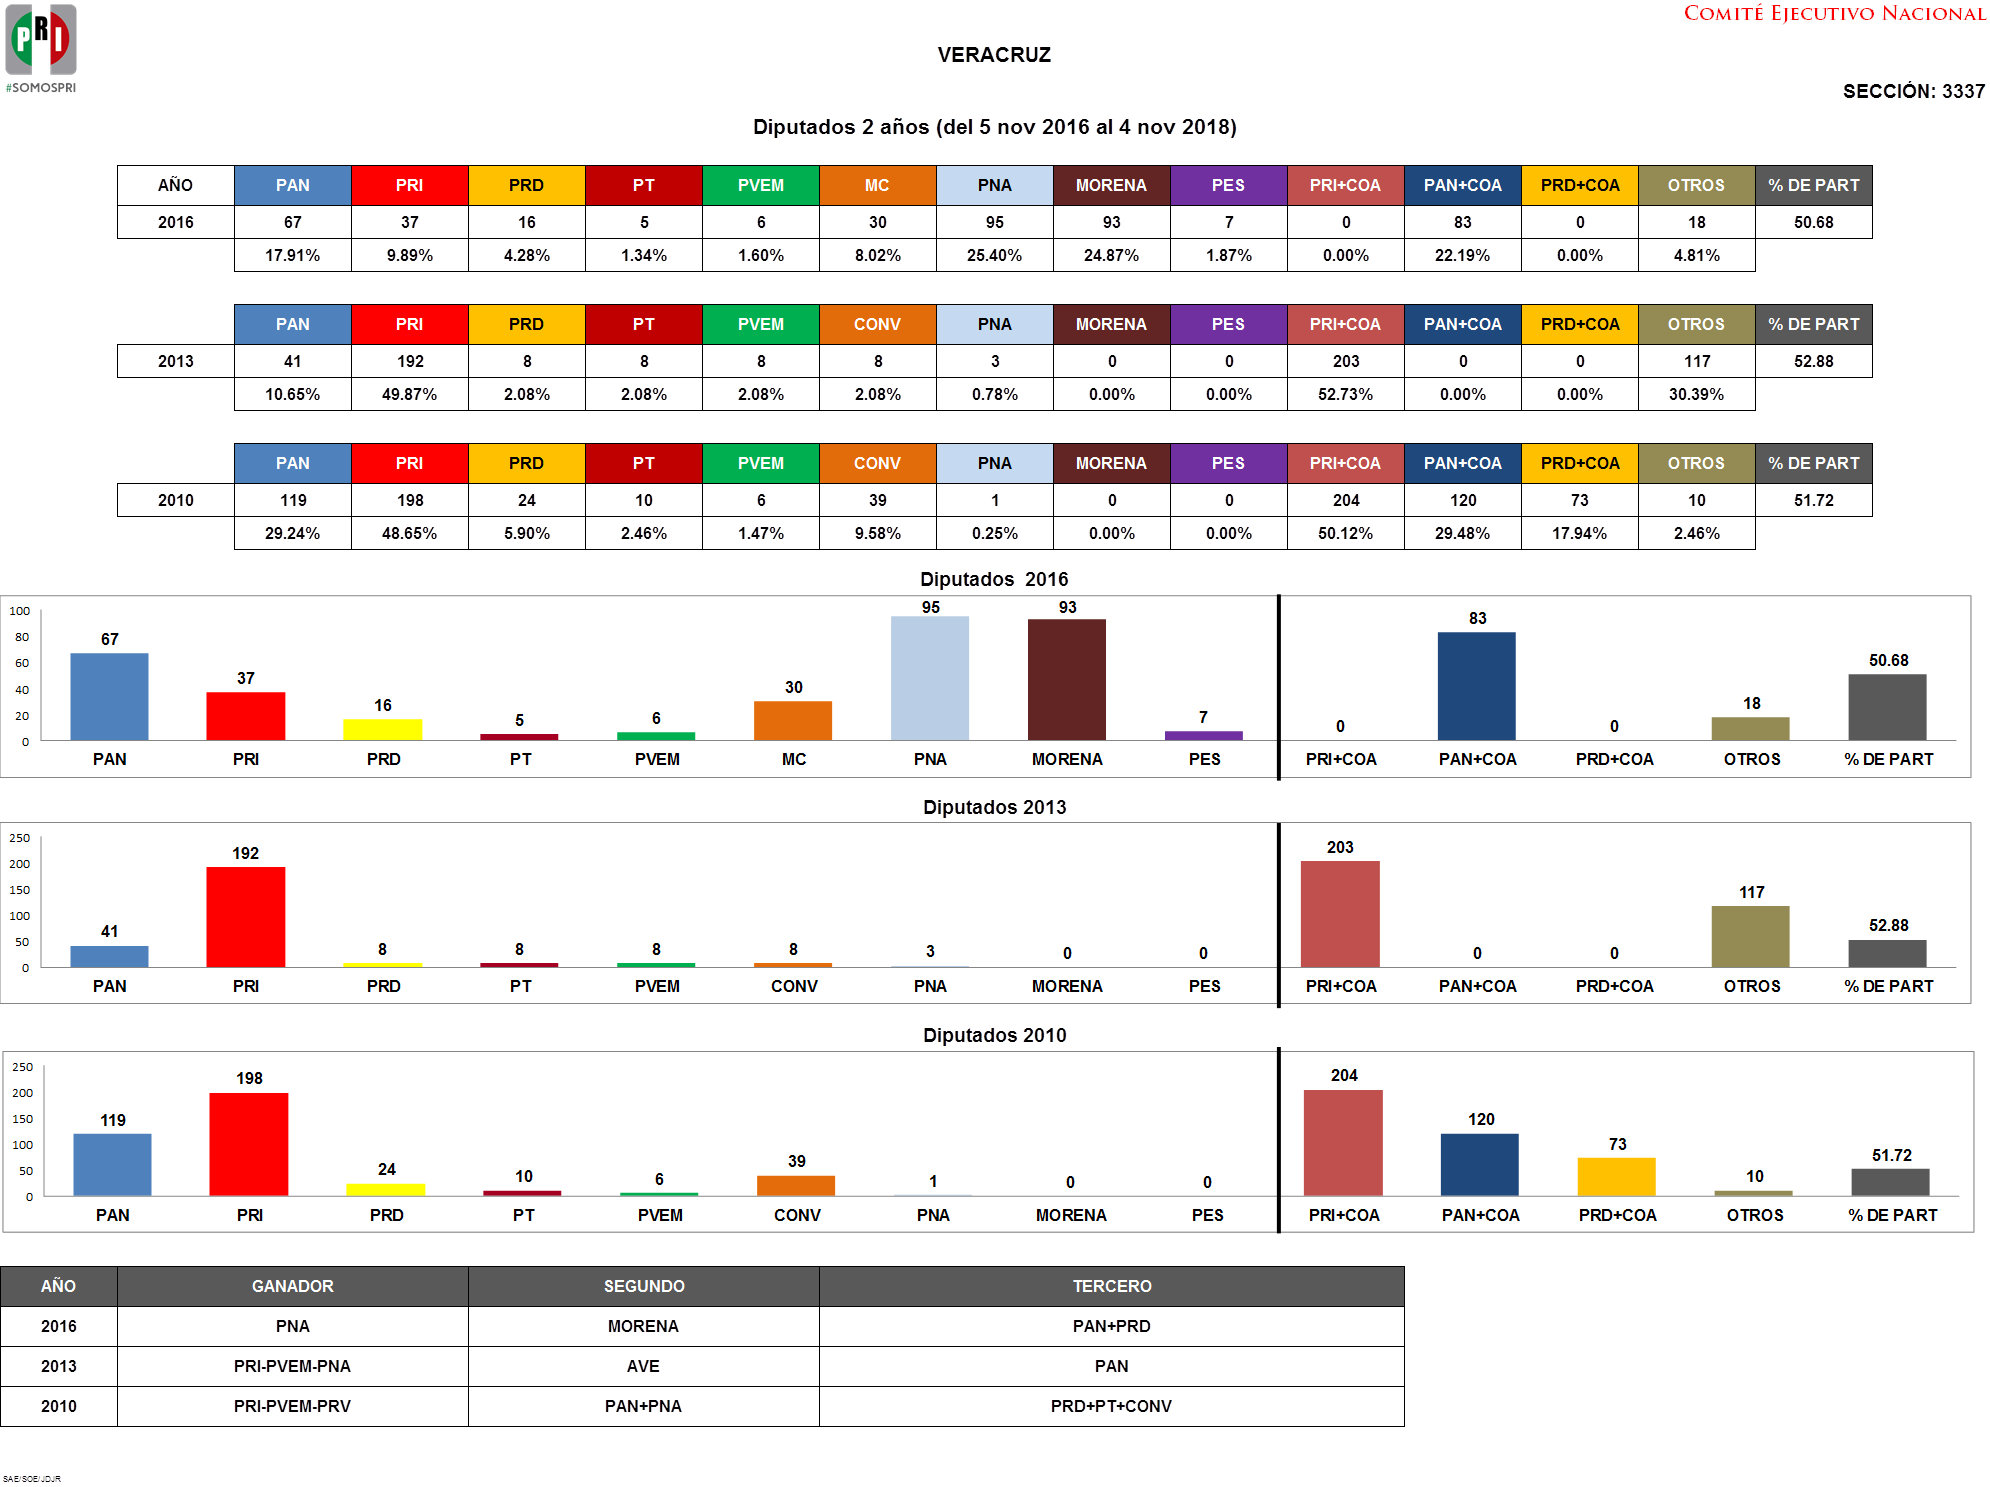 PRI
#SOMOSPRI
COMITÉ EJECUTIVO NACIONAL
VERACRUZ
SECCIÓN: 3337
Diputados 2 años (del 5 nov 2016 al 4 nov 2018)
AÑO PAN PRI PRD PT PVEM MC PNA MORENA PES PRI+COA PAN+COA PRD+COA OTROS % DE PART
2016 67 37 16 5 6 30 95 93 7 0 83 0 18 50.68
17.91% 9.89% 4.28% 1.34% 1.60% 8.02% 25.40% 24.87% 1.87% 0.00% 22.19% 0.00% 4.81%
PAN PRI PRD PT PVEM CONV PNA MORENA PES PRI+COA PAN+COA PRD+COA OTROS % DE PART
2013 41 192 8 8 8 8 3 0 0 203 0 0 117 52.88
10.65% 49.87% 2.08% 2.08% 2.08% 2.08% 0.78% 0.00% 0.00% 52.73% 0.00% 0.00% 30.39%
PAN PRI PRD PT PVEM CONV PNA MORENA PES PRI+COA PAN+COA PRD+COA OTROS % DE PART
2010 119 198 24 10 6 39 1 0 0 204 120 73 10 51.72
29.24% 48.65% 5.90% 2.46% 1.47% 9.58% 0.25% 0.00% 0.00% 50.12% 29.48% 17.94% 2.46%
Diputados 2016
100
80
60
40
20
0
67 37 16 5 6 30 95 93 7 0 83 0 18 50.68
PAN PRI PRD PT PVEM MC PNA MORENA PES PRI+COA PAN+COA PRD+COA OTROS % DE PART
Diputados 2013
250
200
150
100
50
0
41 192 8 8 8 8 3 0 0 203 0 0 117 52.88
PAN PRI PRD PT PVEM CONV PNA MORENA PES PRI+COA PAN+COA PRD+COA OTROS % DE PART
Diputados 2010
250
200
150
100
50
0
119 198 24 10 6 39 1 0 0 204 120 73 10 51.72
PAN PRI PRD PT PVEM CONV PNA MORENA PES PRI+COA PAN+COA PRD+COA OTROS % DE PART
AÑO GANADOR SEGUNDO TERCERO
2016 PNA MORENA PAN+PRD
2013 PRI-PVEM-PNA AVE PAN
2010 PRI-PVEM-PRV PAN+PNA PRD+PT+CONV
SAE/SOE/JDJR